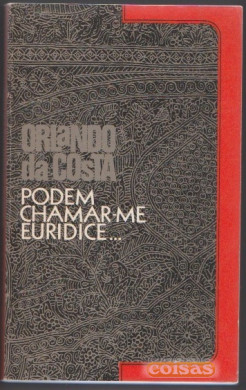 ORLaNDO
da COStA
PODEM
CHAMAR-ME
EURIDICE...
coisas